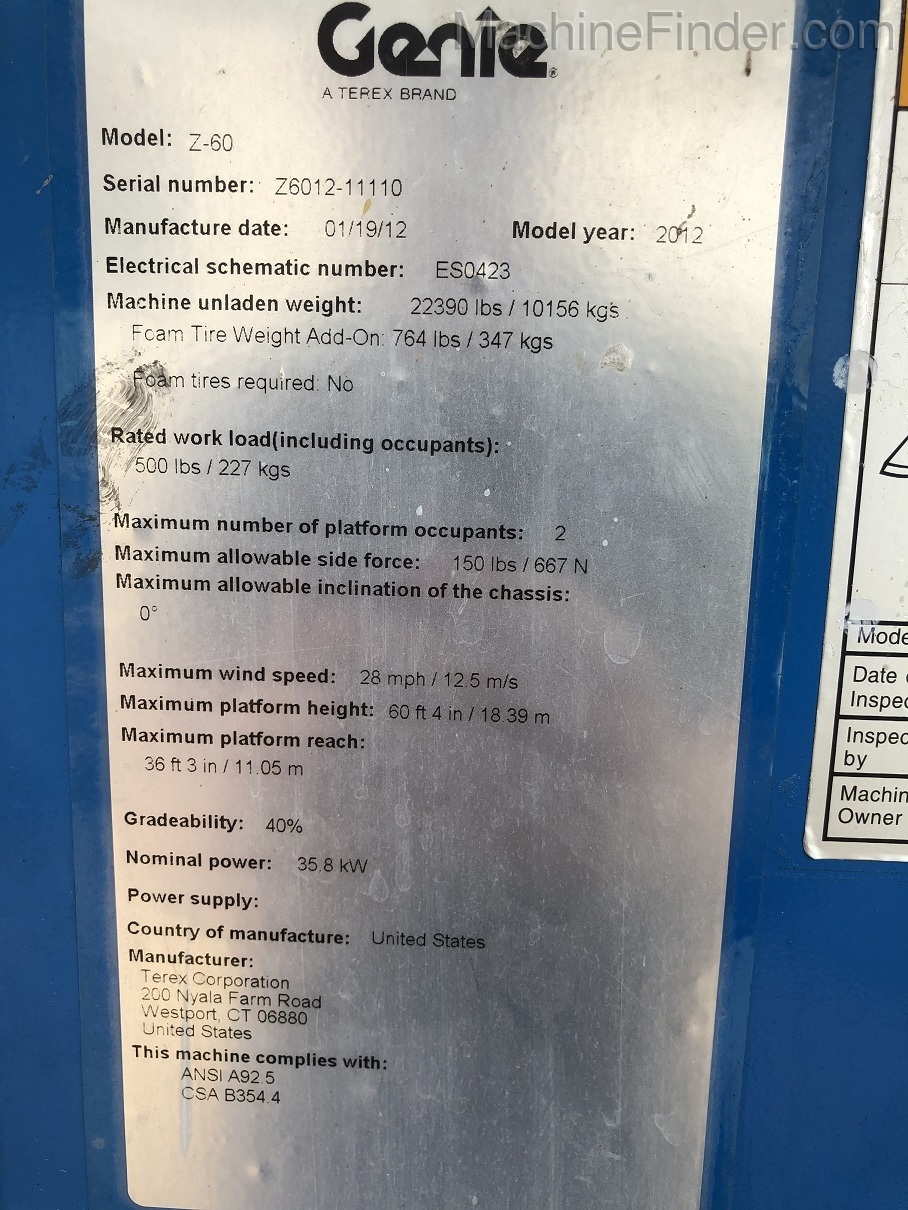 MachineFinder.com
Genie®
A TEREX BRAND
Model: Z-60
Serial number: Z6012-11110
Manufacture date: 01/19/12 Model year: 2012
Electrical schematic number: ES0423
Machine unladen weight: 22390 lbs / 10156 kgs
Foam Tire Weight Add-On: 764 lbs / 347 kgs
Foam tires required: No
Rated work load(including occupants):
500 lbs / 227 kgs
Maximum number of platform occupants: 2
Maximum allowable side force: 150 lbs / 667 N
Maximum allowable inclination of the chassis:
0°
Maximum wind speed: 28 mph / 12.5 m/s
Maximum platform height: 60 ft 4 in / 18.39 m
Maximum platform reach:
36 ft 3 in / 11.05 m
Gradeability: 40%
Nominal power: 35.8 kW
Power supply:
Country of manufacture: United States
Manufacturer:
Terex Corporation
200 Nyala Farm Road
Westport, CT 06880
United States
This machine complies with:
ANSI A92.5
CSA B354.4
Mode
Date
Inspec
Inspec
by
Machin
Owner